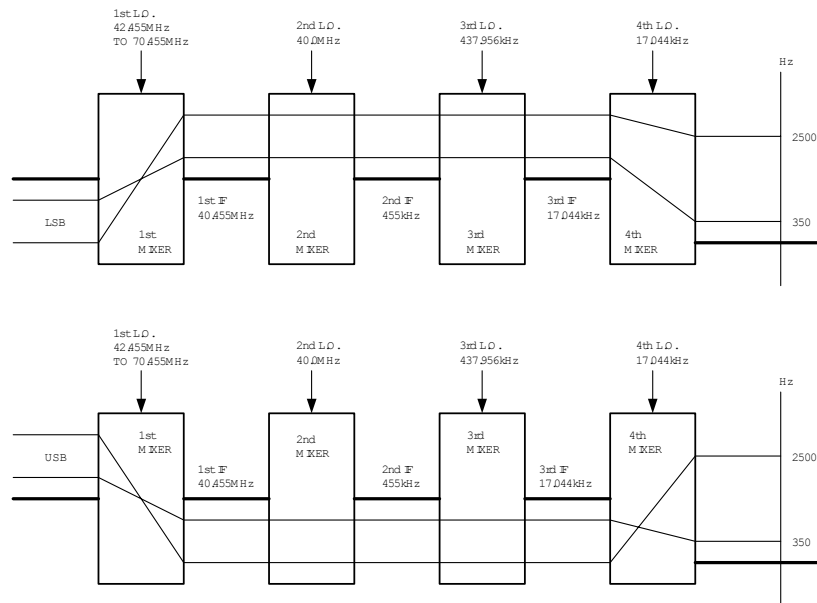 1st L.O.
42.455MHz
TO 70.455MHz
2nd L.O.
40.0MHz
3rd L.O.
437.956kHz
4th L.O.
17.044kHz
Hz
2500
LSB
1st IF
40.455MHz
2nd IF
455kHz
3rd IF
17.044kHz
350
1st
MIXER
2nd
MIXER
3rd
MIXER
4th
MIXER
1st L.O.
42.455MHz
TO 70.455MHz
2nd L.O.
40.0MHz
3rd L.O.
437.956kHz
4th L.O.
17.044kHz
Hz
1st
MIXER
2nd
MIXER
3rd
MIXER
4th
MIXER
USB
2500
1st IF
40.455MHz
2nd IF
455kHz
3rd IF
17.044kHz
350